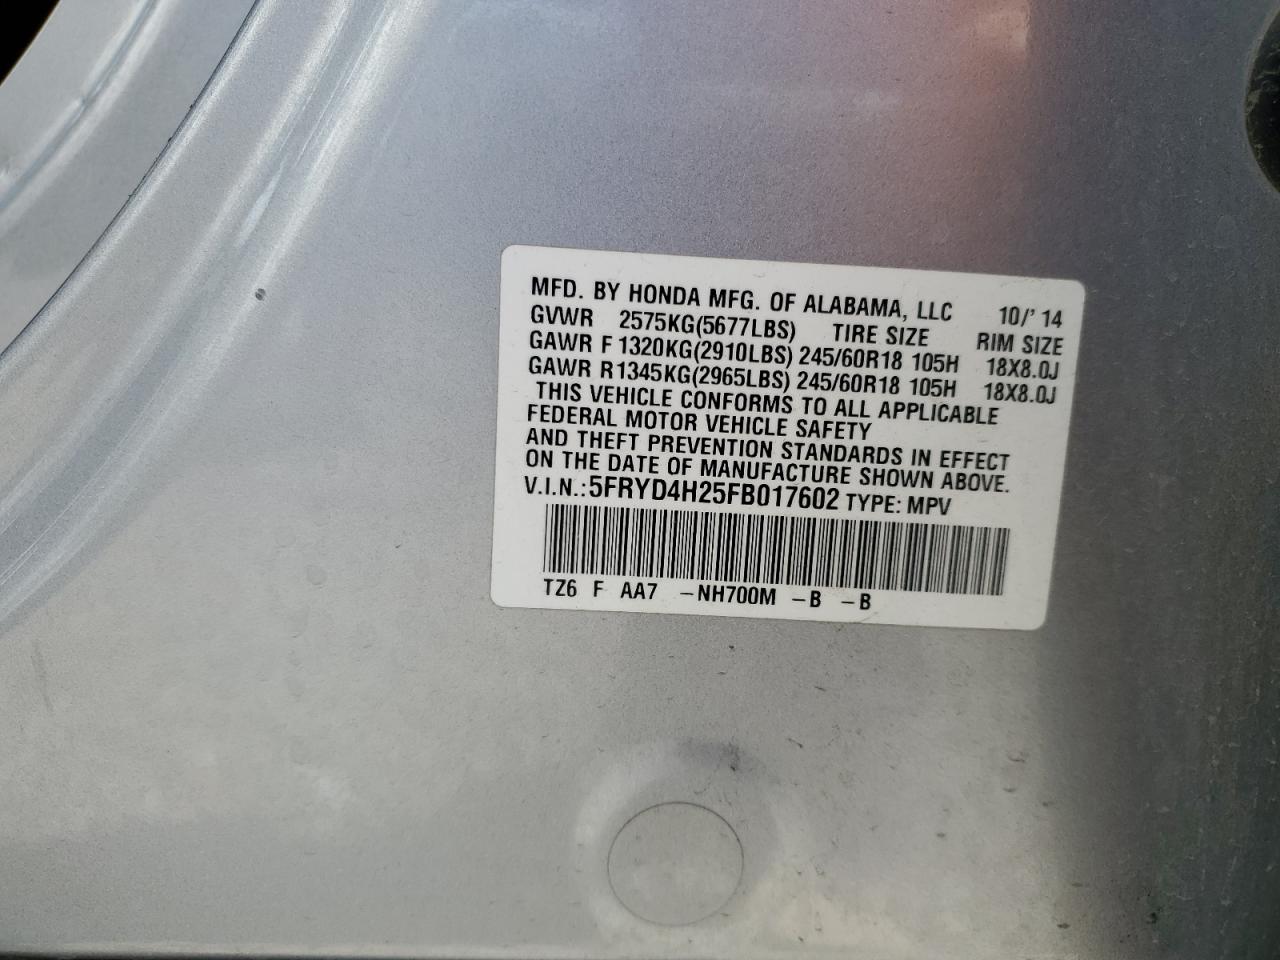 MFD. BY HONDA MFG. OF ALABAMA, LLC 10/'14
GVWR 2575KG(5677LBS) TIRE SIZE RIM SIZE
GAWR F 1320KG(2910LBS) 245/60R18 105H 18X8.0J
GAWR R1345KG(2965LBS) 245/60R18 105H 18X8.0J
THIS VEHICLE CONFORMS TO ALL APPLICABLE
FEDERAL MOTOR VEHICLE SAFETY
AND THEFT PREVENTION STANDARDS IN EFFECT
ON THE DATE OF MANUFACTURE SHOWN ABOVE.
V.I.N.:5FRYD4H25FB017602 TYPE: MPV
TZ6 F AA7 -NH700M -B -B